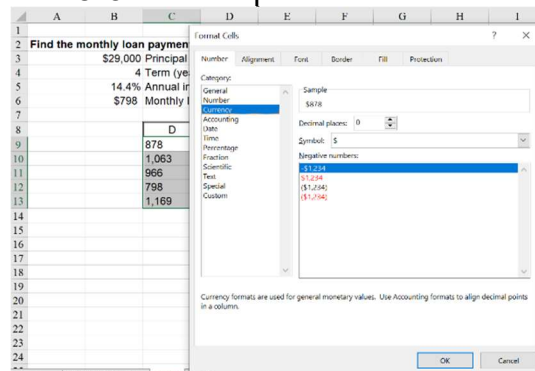 A B C D E F G H I
1
2 Find the monthly loan paymen
3 $29,000 Principal
4 4 Term (ye
5 14.4% Annual in
6 $798 Monthly l
7
8 D
9 878
10 1,063
11 966
12 798
13 1,169
14
15
16
17
18
19
20
21
22
23
24
Format Cells ? ×
Number Alignment Font Border Fill Protection
Category:
General
Number
Currency
Accounting
Date
Time
Percentage
Fraction
Scientific
Text
Special
Custom
Sample
$878
Decimal places: 0
Symbol: $
Negative numbers:
-$1,234
$1,234
($1,234)
($1,234)
Currency formats are used for general monetary values. Use Accounting formats to align decimal points
in a column.
OK Cancel